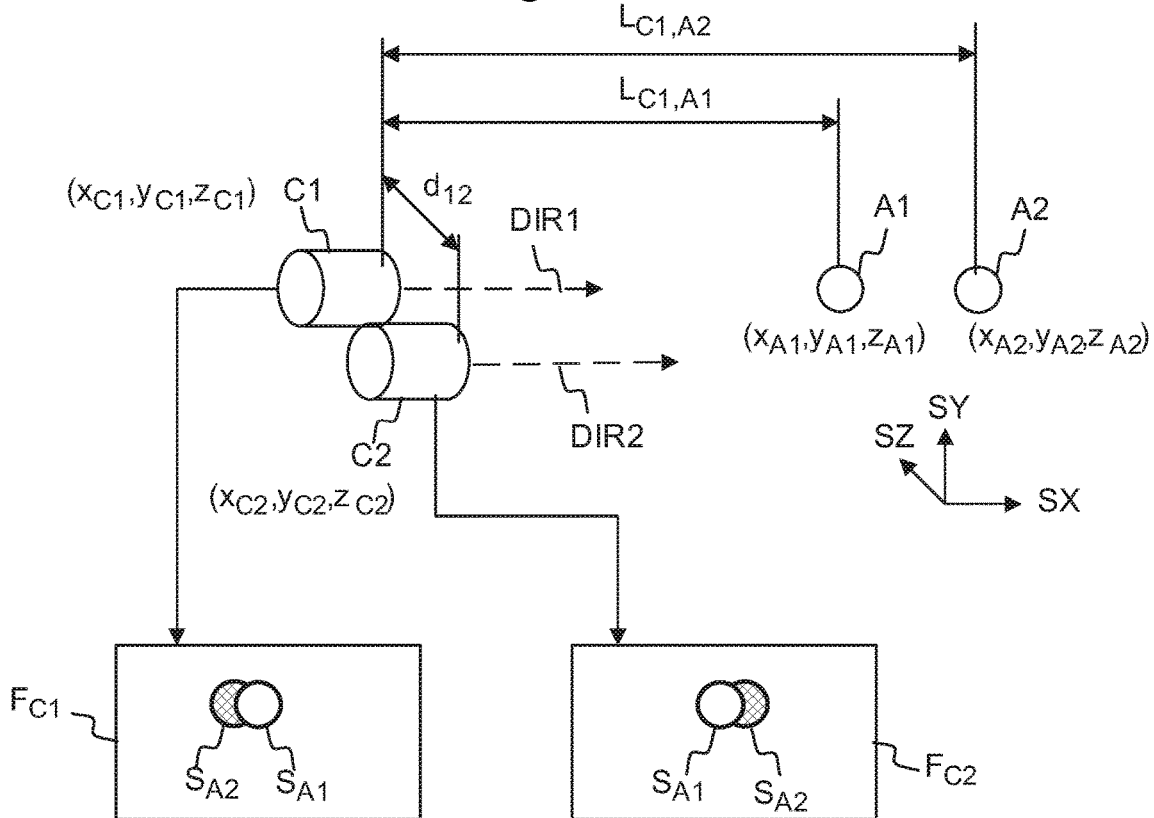 L_C1,A2
L_C1,A1
(x_C1,y_C1,z_C1) C1
d_12
DIR1
A1
A2
(x_A1,y_A1,z_A1) (x_A2,y_A2,z_A2)
C2
DIR2
SY
SZ
SX
(x_C2,y_C2,z_C2)
F_C1
S_A2 S_A1
S_A1 S_A2
F_C2